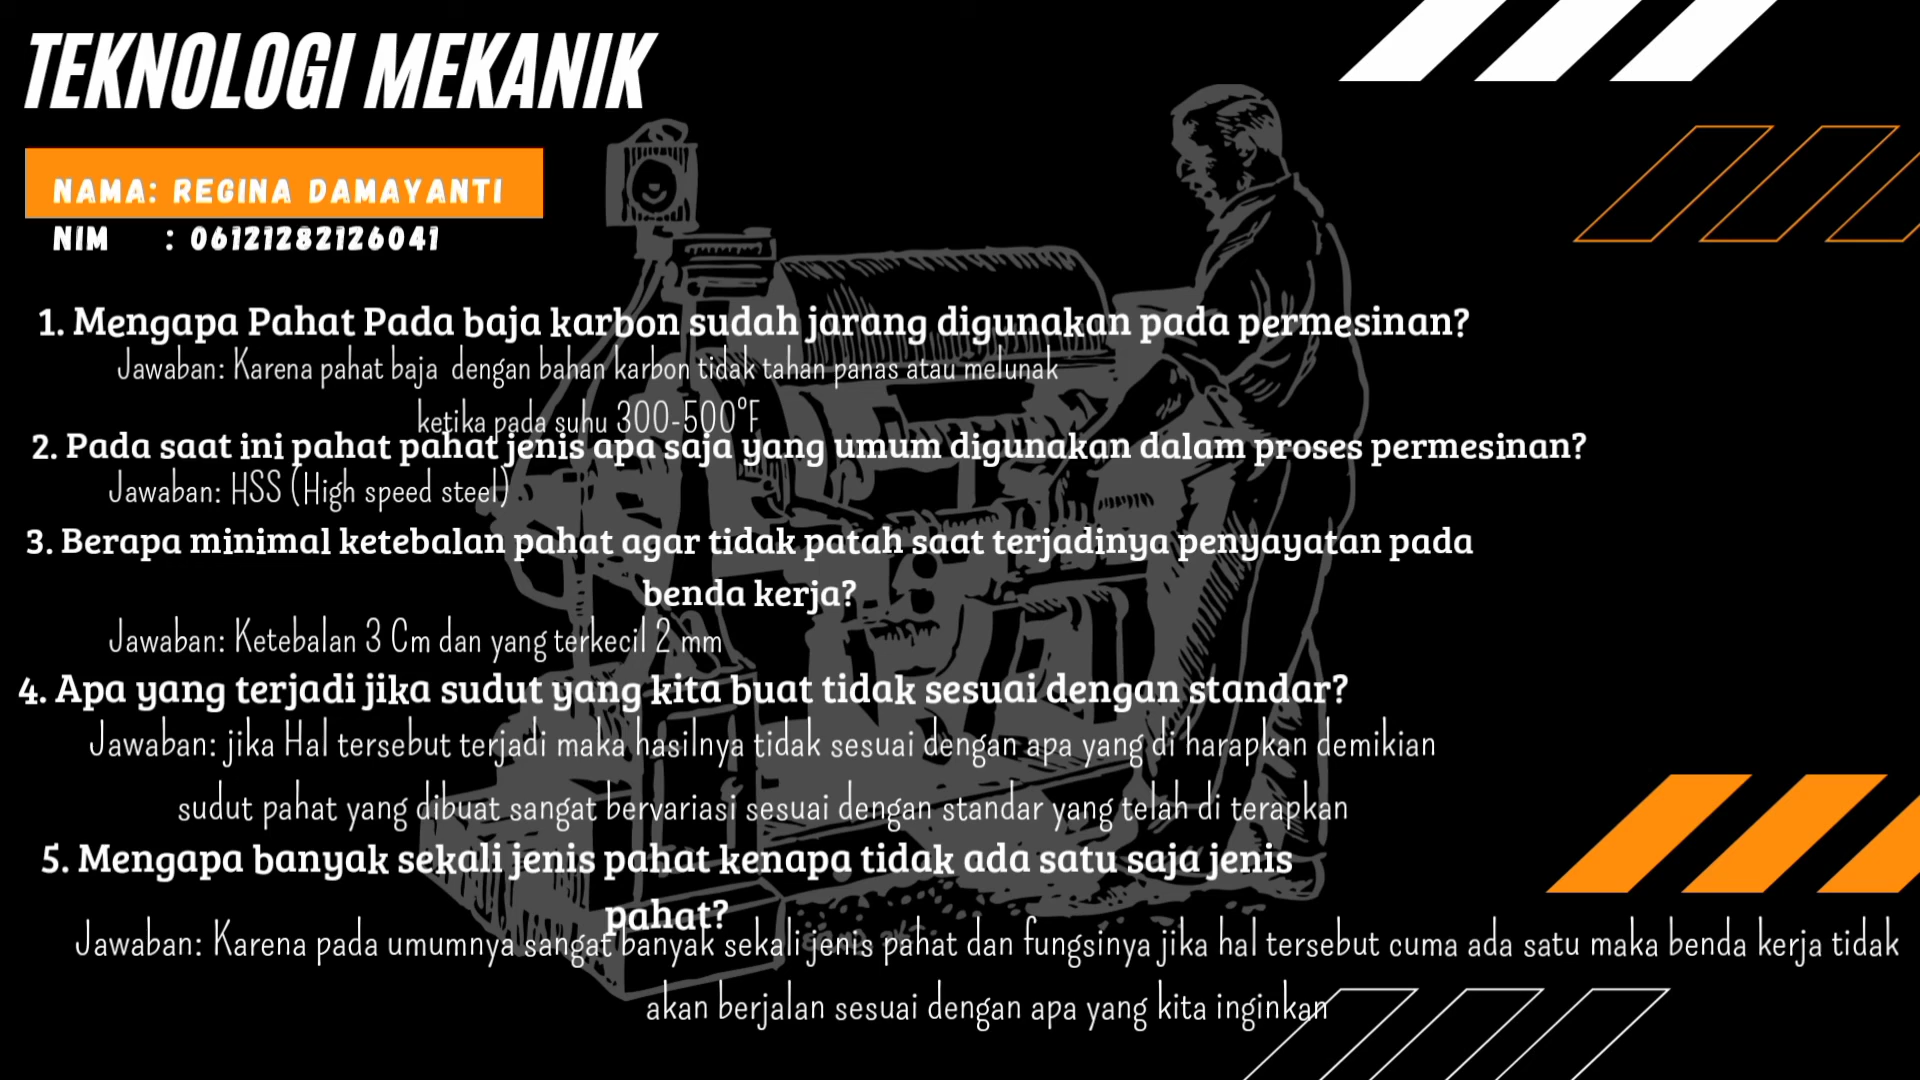 TEKNOLOGI MEKANIK
NAMA: REGINA DAMAYANTI
NIM : 06121282126041
1. Mengapa Pahat Pada baja karbon sudah jarang digunakan pada permesinan?
Jawaban: Karena pahat baja dengan bahan karbon tidak tahan panas atau melunak
ketika pada suhu 300-500°F
2. Pada saat ini pahat pahat jenis apa saja yang umum digunakan dalam proses permesinan?
Jawaban: HSS (High speed steel)
3. Berapa minimal ketebalan pahat agar tidak patah saat terjadinya penyayatan pada
benda kerja?
Jawaban: Ketebalan 3 Cm dan yang terkecil 2 mm
4. Apa yang terjadi jika sudut yang kita buat tidak sesuai dengan standar?
Jawaban: jika Hal tersebut terjadi maka hasilnya tidak sesuai dengan apa yang di harapkan demikian
sudut pahat yang dibuat sangat bervariasi sesuai dengan standar yang telah di terapkan
5. Mengapa banyak sekali jenis pahat kenapa tidak ada satu saja jenis
pahat?
Jawaban: Karena pada umumnya sangat banyak sekali jenis pahat dan fungsinya jika hal tersebut cuma ada satu maka benda kerja tidak
akan berjalan sesuai dengan apa yang kita inginkan